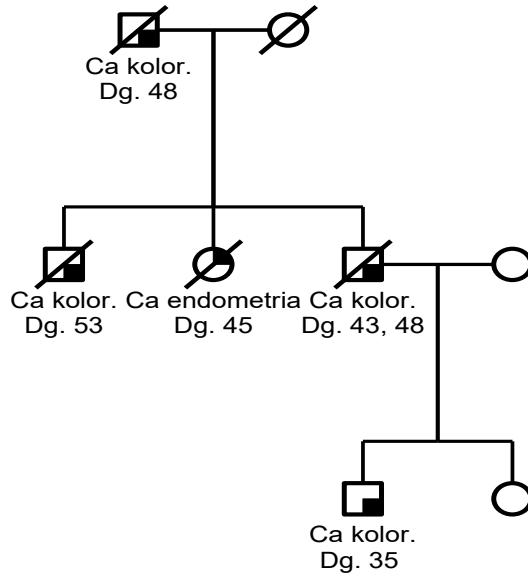 Ca kolor.
Dg. 48
Ca kolor. Ca endometria Ca kolor.
Dg. 53 Dg. 45 Dg. 43, 48
Ca kolor.
Dg. 35